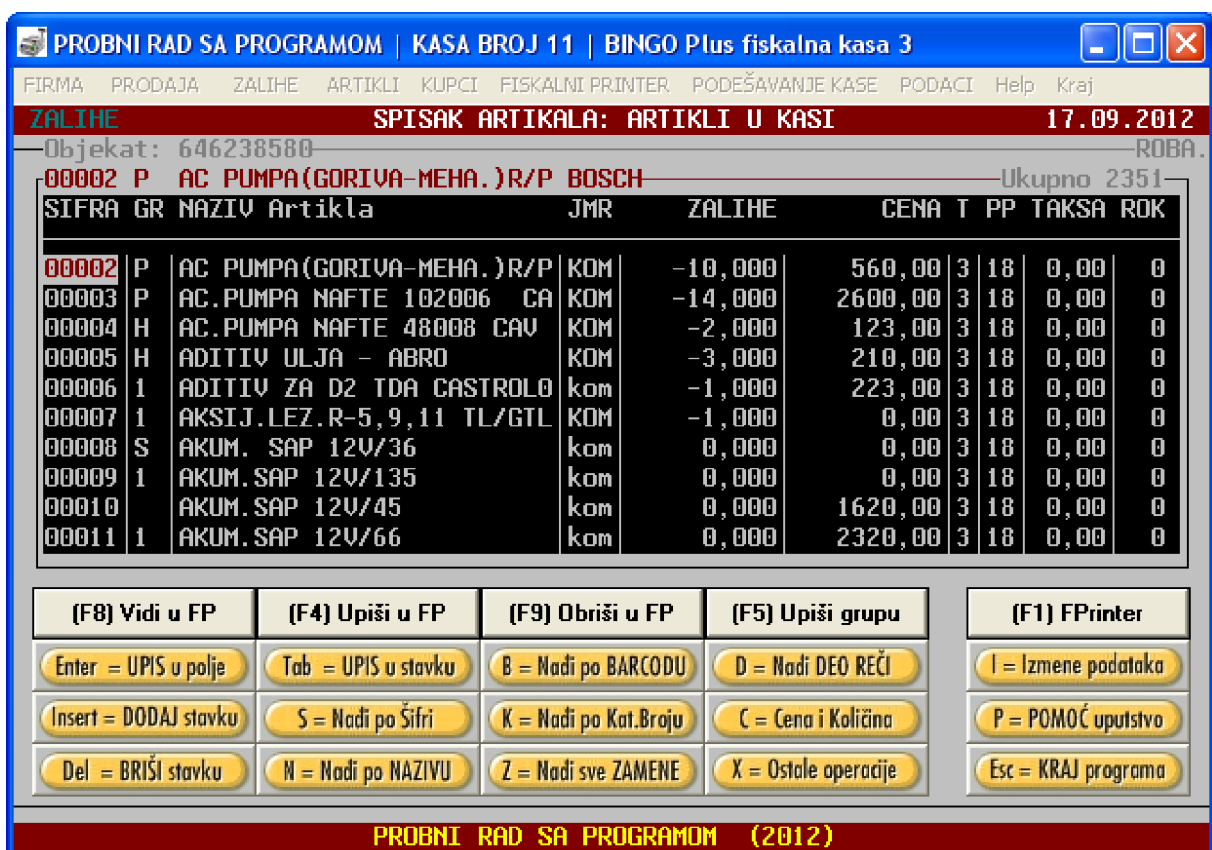 PROBNI RAD SA PROGRAMOM | KASA BROJ 11 | BINGO Plus fiskalna kasa 3
FIRMA PRODAJA ZALIHE ARTIKLI KUPCI FISKALNI PRINTER PODEŠAVANJE KASE PODACI Help Kraj
ZALIHE SPISAK ARTIKALA: ARTIKLI U KASI 17.09.2012
Objekat: 646238580 ROBA.
00002 P AC PUMPA(GORIVA-MEHA.)R/P BOSCH Ukupno 2351
SIFRA GR NAZIV Artikla JMR ZALIHE CENA T PP TAKSA ROK
00002 P AC PUMPA(GORIVA-MEHA.)R/P KOM -10,000 560,00 3 18 0,00 0
00003 P AC.PUMPA NAFTE 102006 CA KOM -14,000 2600,00 3 18 0,00 0
00004 H AC.PUMPA NAFTE 48008 CAV KOM -2,000 123,00 3 18 0,00 0
00005 H ADITIV ULJA - ABRO KOM -3,000 210,00 3 18 0,00 0
00006 1 ADITIV ZA D2 TDA CASTROLO kom -1,000 223,00 3 18 0,00 0
00007 1 AKSIJ.LEZ.R-5,9,11 TL/GTL KOM -1,000 0,00 3 18 0,00 0
00008 S AKUM. SAP 12V/36 kom 0,000 0,00 3 18 0,00 0
00009 1 AKUM.SAP 12V/135 kom 0,000 0,00 3 18 0,00 0
00010 AKUM.SAP 12V/45 kom 0,000 1620,00 3 18 0,00 0
00011 1 AKUM.SAP 12V/66 kom 0,000 2320,00 3 18 0,00 0
(F8) Vidi u FP (F4) Upiši u FP (F9) Obriši u FP (F5) Upiši grupu (F1) FPrinter
Enter = UPIS u polje Tab = UPIS u stavku B = Nađi po BARCODU D = Nađi DEO REČI I = Izmene podataka
Insert = DODAJ stavku S = Nađi po Šifri K = Nađi po Kat.Broju C = Cena i Količina P = POMOĆ uputstvo
Del = BRIŠI stavku N = Nađi po NAZIVU Z = Nađi sve ZAMENE X = Ostale operacije Esc = KRAJ programa
PROBNI RAD SA PROGRAMOM (2012)